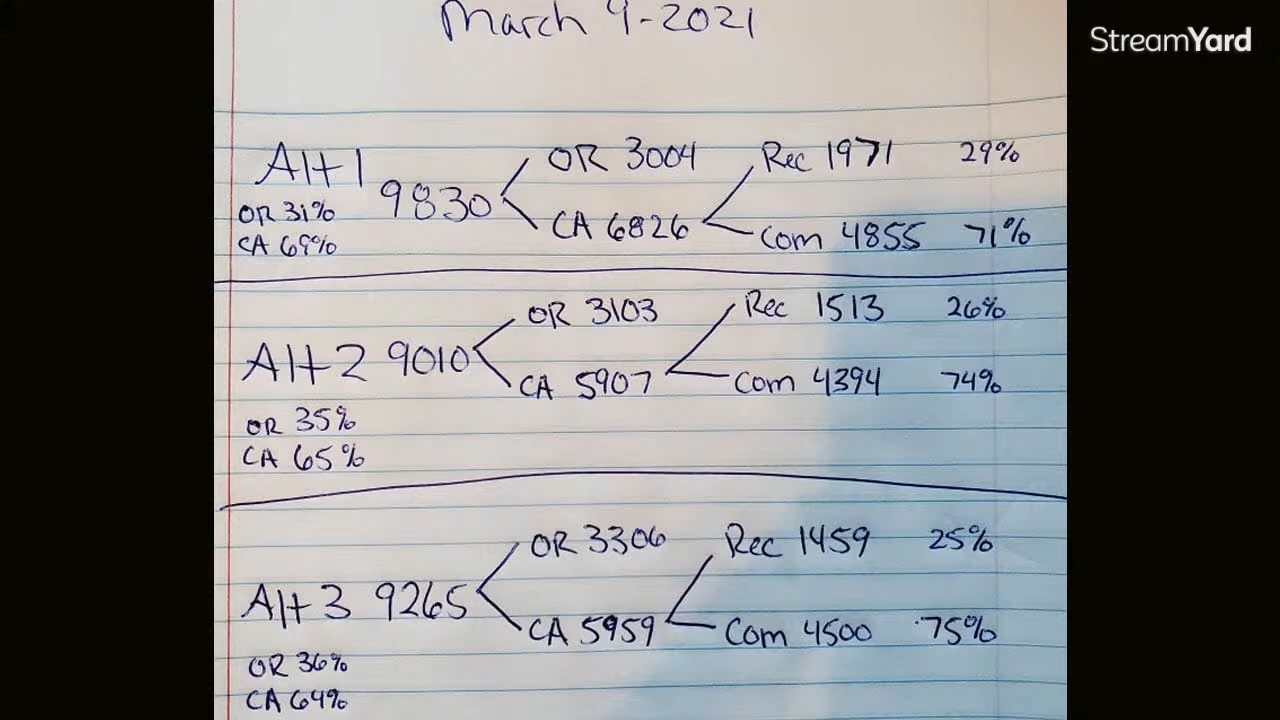 March 9-2021
StreamYard
Alt 1 9830 OR 3004 Rec 1971 29%
OR 31%
CA 69%
CA 6826 Com 4855 71%
OR 3103 Rec 1513 26%
Alt 2 9010
CA 5907 Com 4394 74%
OR 35%
CA 65%
OR 3306 Rec 1459 25%
Alt 3 9265
CA 5959 Com 4500 75%
OR 36%
CA 64%